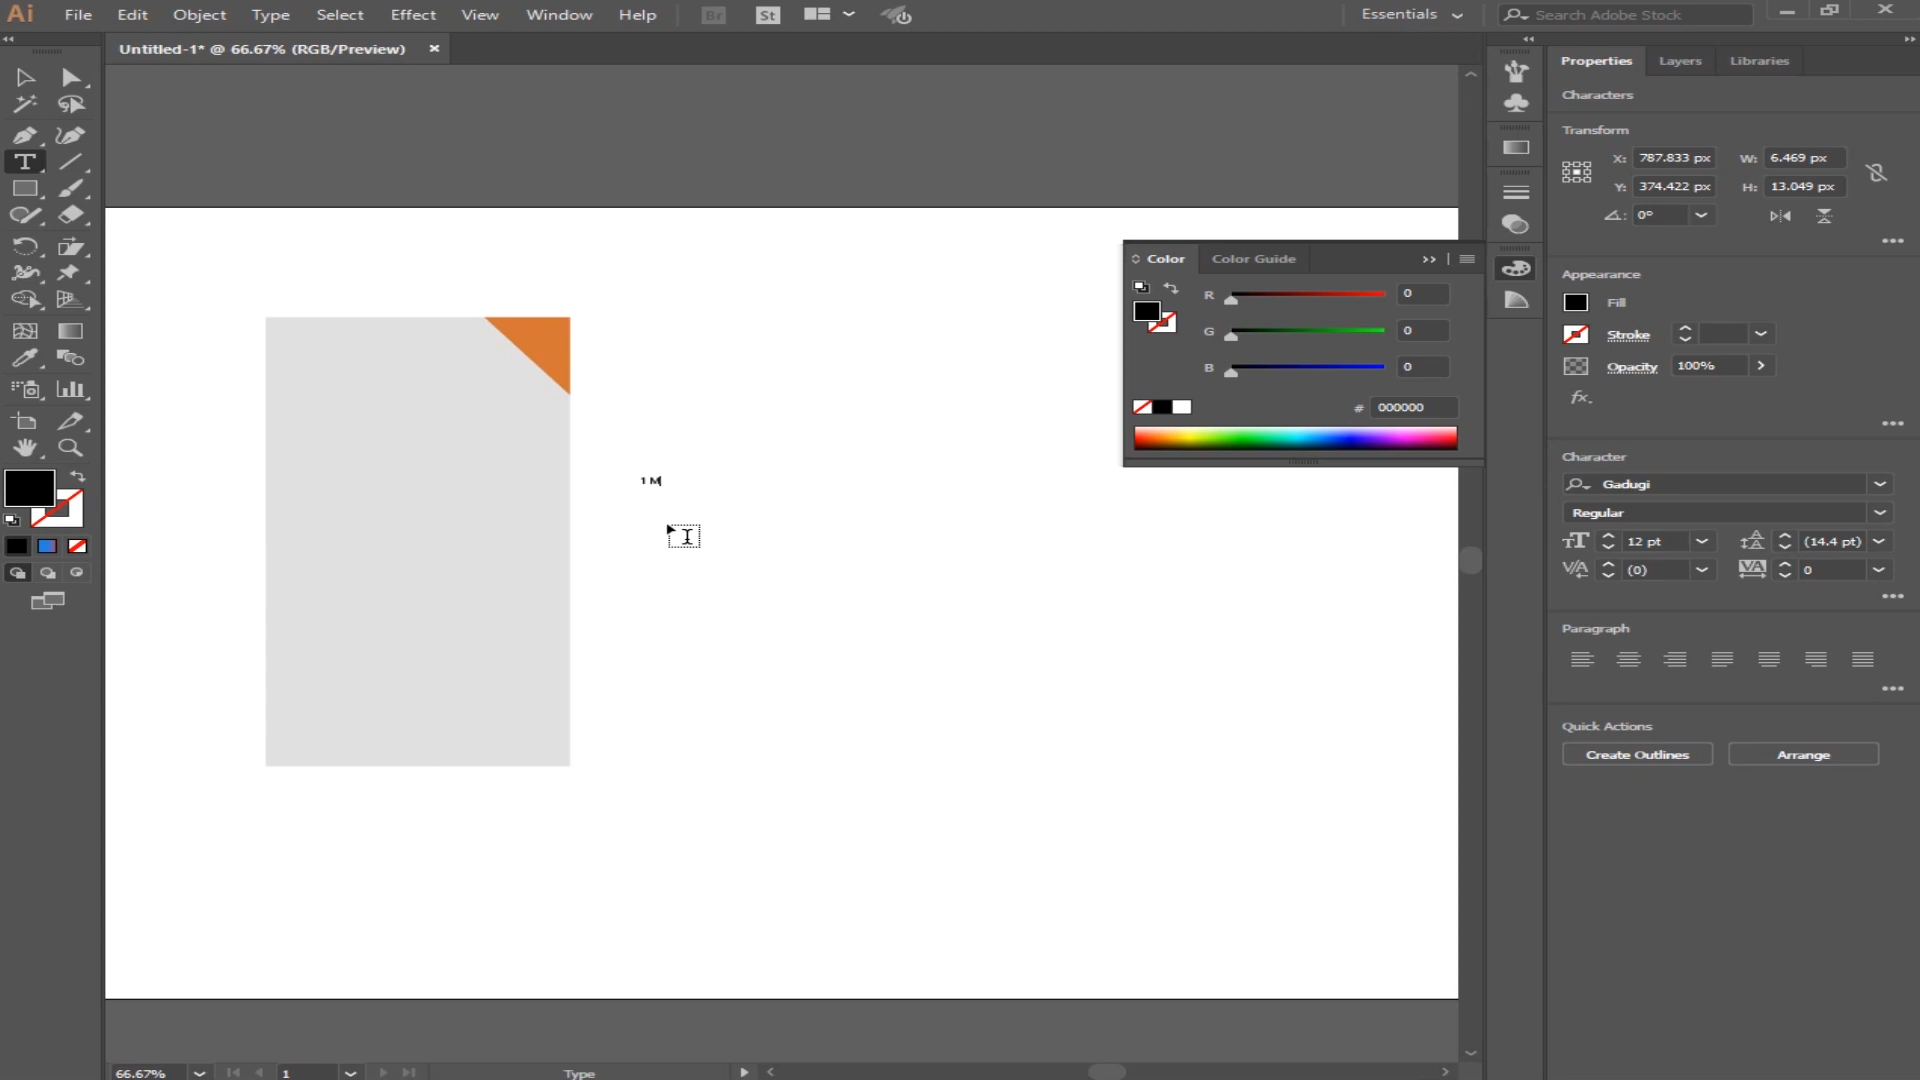 Ai File Edit Object Type Select Effect View Window Help Br St Essentials Search Adobe Stock
Untitled-1* @ 66.67% (RGB/Preview)
Properties Layers Libraries
Characters
Transform
X: 787.833 px W: 6.469 px
Y: 374.422 px H: 13.049 px
0°
Color Color Guide
R 0
G 0
B 0
# 000000
Appearance
Fill
Stroke
Opacity 100%
fx.
1 M
Character
Gadugi
Regular
12 pt (14.4 pt)
(0) 0
Paragraph
Quick Actions
Create Outlines Arrange
66.67% 1 Type